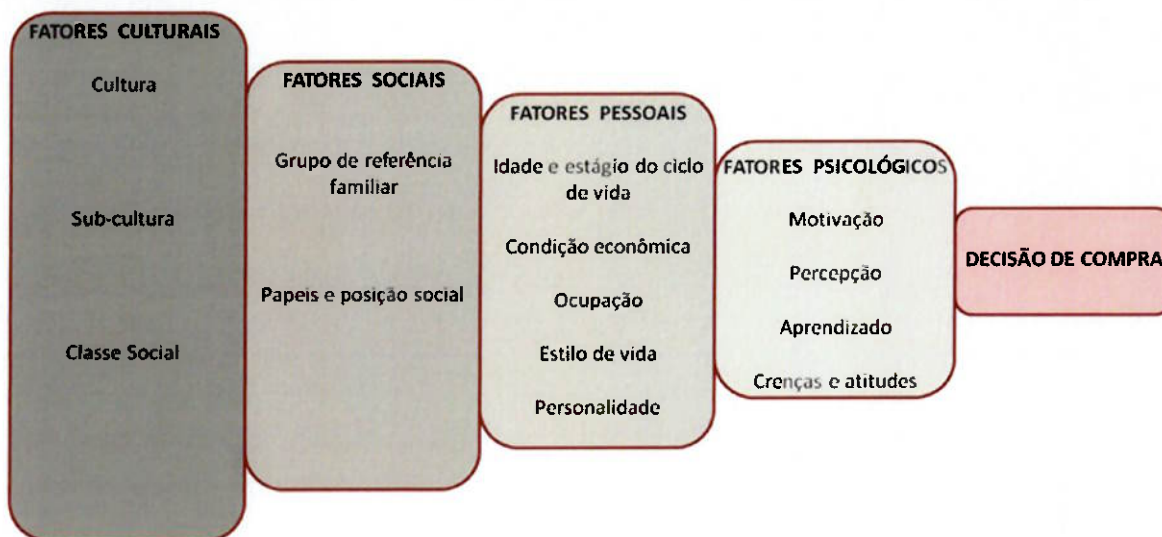 FATORES CULTURAIS
Cultura
Sub-cultura
Classe Social
FATORES SOCIAIS
Grupo de referência
familiar
Papeis e posição social
FATORES PESSOAIS
Idade e estágio do ciclo
de vida
Condição econômica
Ocupação
Estilo de vida
Personalidade
FATORES PSICOLÓGICOS
Motivação
Percepção
Aprendizado
Crenças e atitudes
DECISÃO DE COMPRA